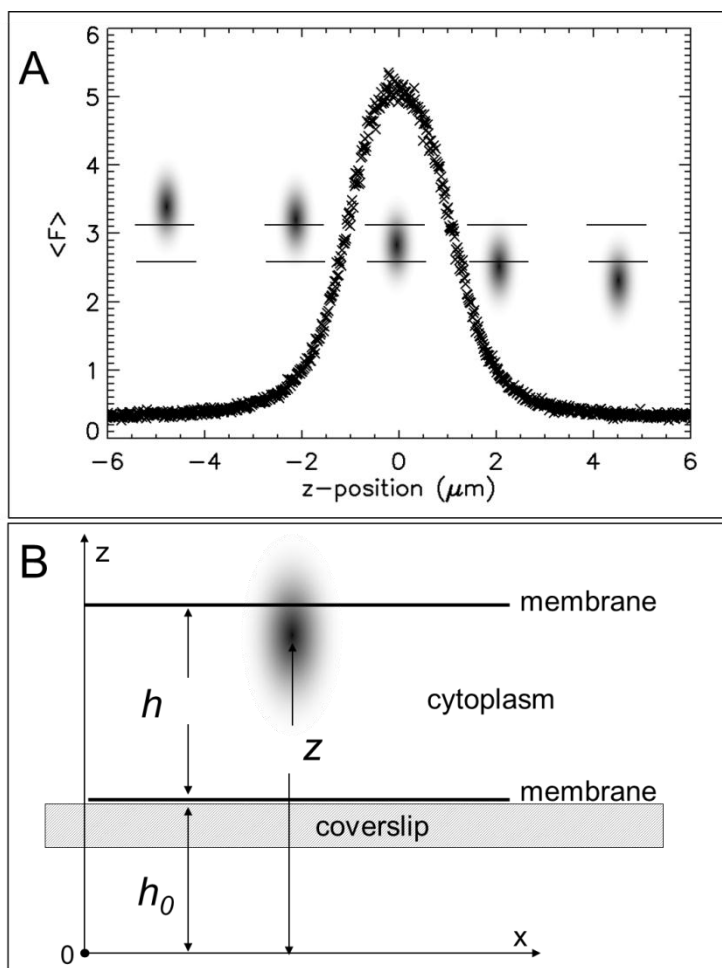 A
6
5
4
3
2
1
0
<F>
−6 −4 −2 0 2 4 6
z−position (μm)
B
z
membrane
h
cytoplasm
z
membrane
coverslip
h0
0
x